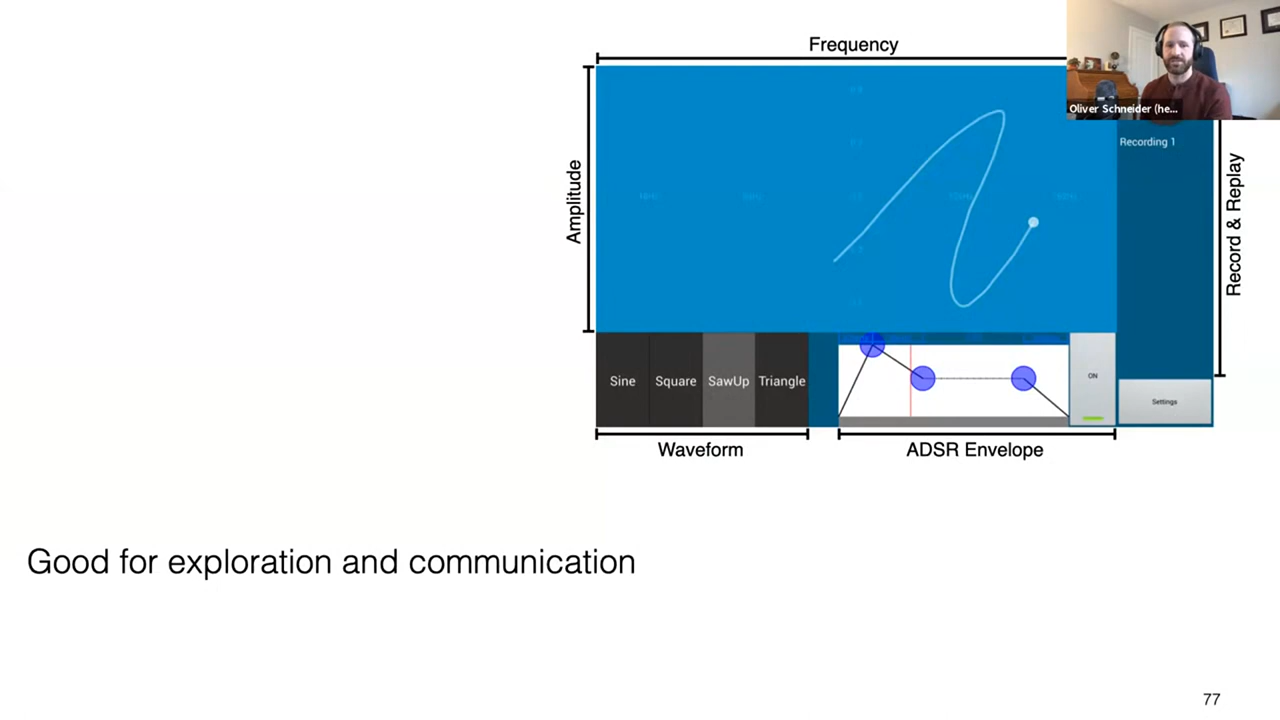 Frequency
Oliver Schneider (he...
Recording 1
Amplitude
Record & Replay
Sine
Square
SawUp
Triangle
ON
Settings
Waveform
ADSR Envelope
Good for exploration and communication
77